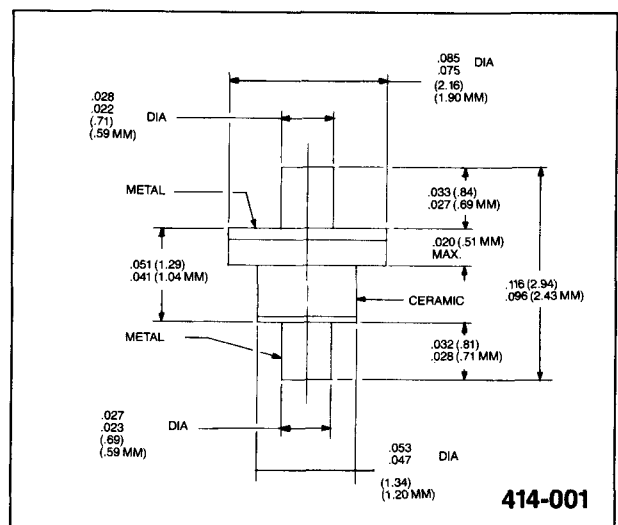 .085 DIA
.075
(2.16)
(1.90 MM)
.028
.022 DIA
(.71)
(.59 MM)
METAL
.033 (.84)
.027 (.69 MM)
.020 (.51 MM)
MAX.
.051 (1.29)
.041 (1.04 MM)
.116 (2.94)
.096 (2.43 MM)
CERAMIC
METAL
.032 (.81)
.028 (.71 MM)
.027
.023 DIA
(.69)
(.59 MM)
.053
.047 DIA
(1.34)
(1.20 MM)
414-001